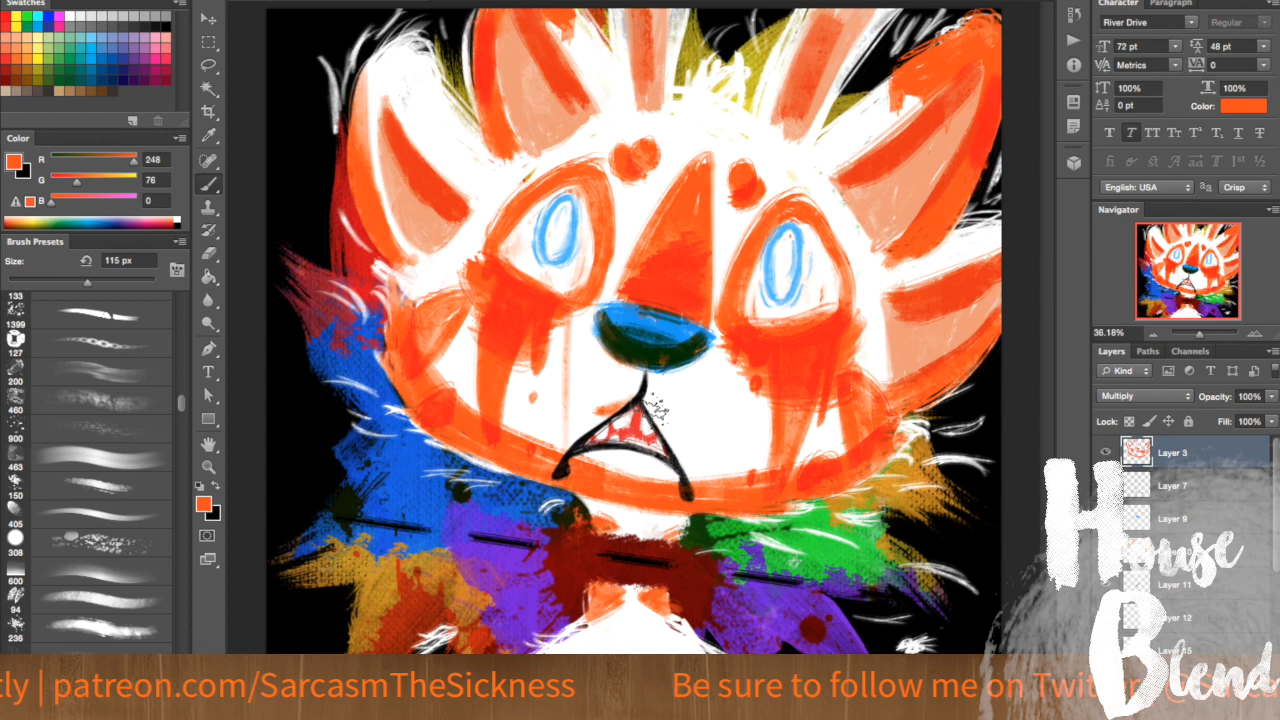 Swatches
Color
R 248
G 76
B 0
Brush Presets
Size: 115 px
133
1399
127
200
460
900
463
150
405
308
600
94
236
Character Paragraph
River Drive Regular
72 pt 48 pt
Metrics 0
100% 100%
0 pt Color:
English: USA Crisp
Navigator
36.18%
Layers Paths Channels
Kind
Multiply Opacity: 100%
Lock: Fill: 100%
Layer 3
Layer 7
Layer 9
Layer 11
12
15
House
Blend
tly | patreon.com/SarcasmTheSickness Be sure to follow me on